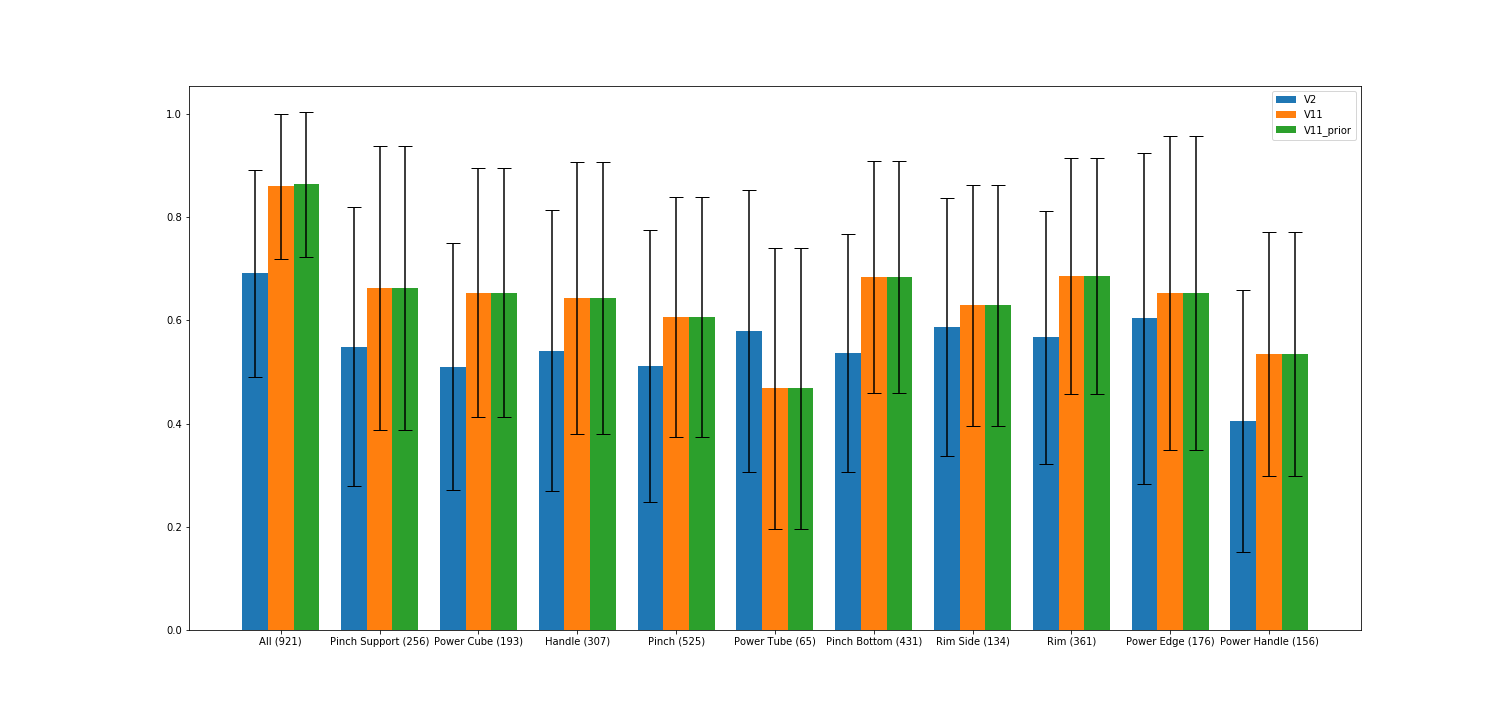 V2
V11
V11_prior
1.0
0.8
0.6
0.4
0.2
0.0
All (921) Pinch Support (256) Power Cube (193) Handle (307) Pinch (525) Power Tube (65) Pinch Bottom (431) Rim Side (134) Rim (361) Power Edge (176) Power Handle (156)